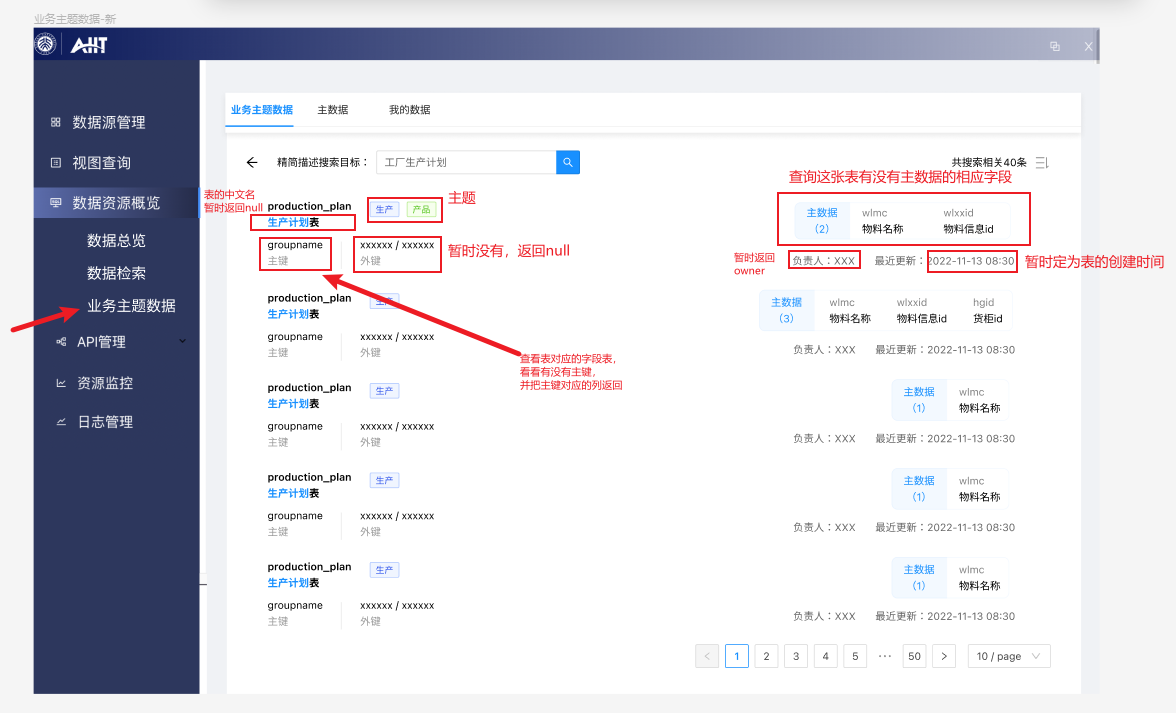 业务主题数据-新
AIIT
X
数据源管理
视图查询
数据资源概览
数据总览
数据检索
业务主题数据
API管理
资源监控
日志管理
业务主题数据 主数据 我的数据
精简描述搜索目标： 工厂生产计划
共搜索相关40条
查询这张表有没有主数据的相应字段
表的中文名
暂时返回null
production_plan 生产 产品 主题
生产计划表
groupname xxxxxx / xxxxxx 暂时没有，返回null
主键 外键
主数据 wlmc wlxxid
（2） 物料名称 物料信息id
暂时返回
owner
负责人：XXX 最近更新：2022-11-13 08:30 暂时定为表的创建时间
production_plan 生产
生产计划表
groupname xxxxxx / xxxxxx
主键 外键
主数据 wlmc wlxxid hgid
（3） 物料名称 物料信息id 货柜id
负责人：XXX 最近更新：2022-11-13 08:30
查看表对应的字段表，
看看有没有主键，
并把主键对应的列返回
production_plan 生产
生产计划表
groupname xxxxxx / xxxxxx
主键 外键
主数据 wlmc
（1） 物料名称
负责人：XXX 最近更新：2022-11-13 08:30
production_plan 生产
生产计划表
groupname xxxxxx / xxxxxx
主键 外键
主数据 wlmc
（1） 物料名称
负责人：XXX 最近更新：2022-11-13 08:30
production_plan 生产
生产计划表
groupname xxxxxx / xxxxxx
主键 外键
主数据 wlmc
（1） 物料名称
负责人：XXX 最近更新：2022-11-13 08:30
< 1 2 3 4 5 ··· 50 > 10 / page